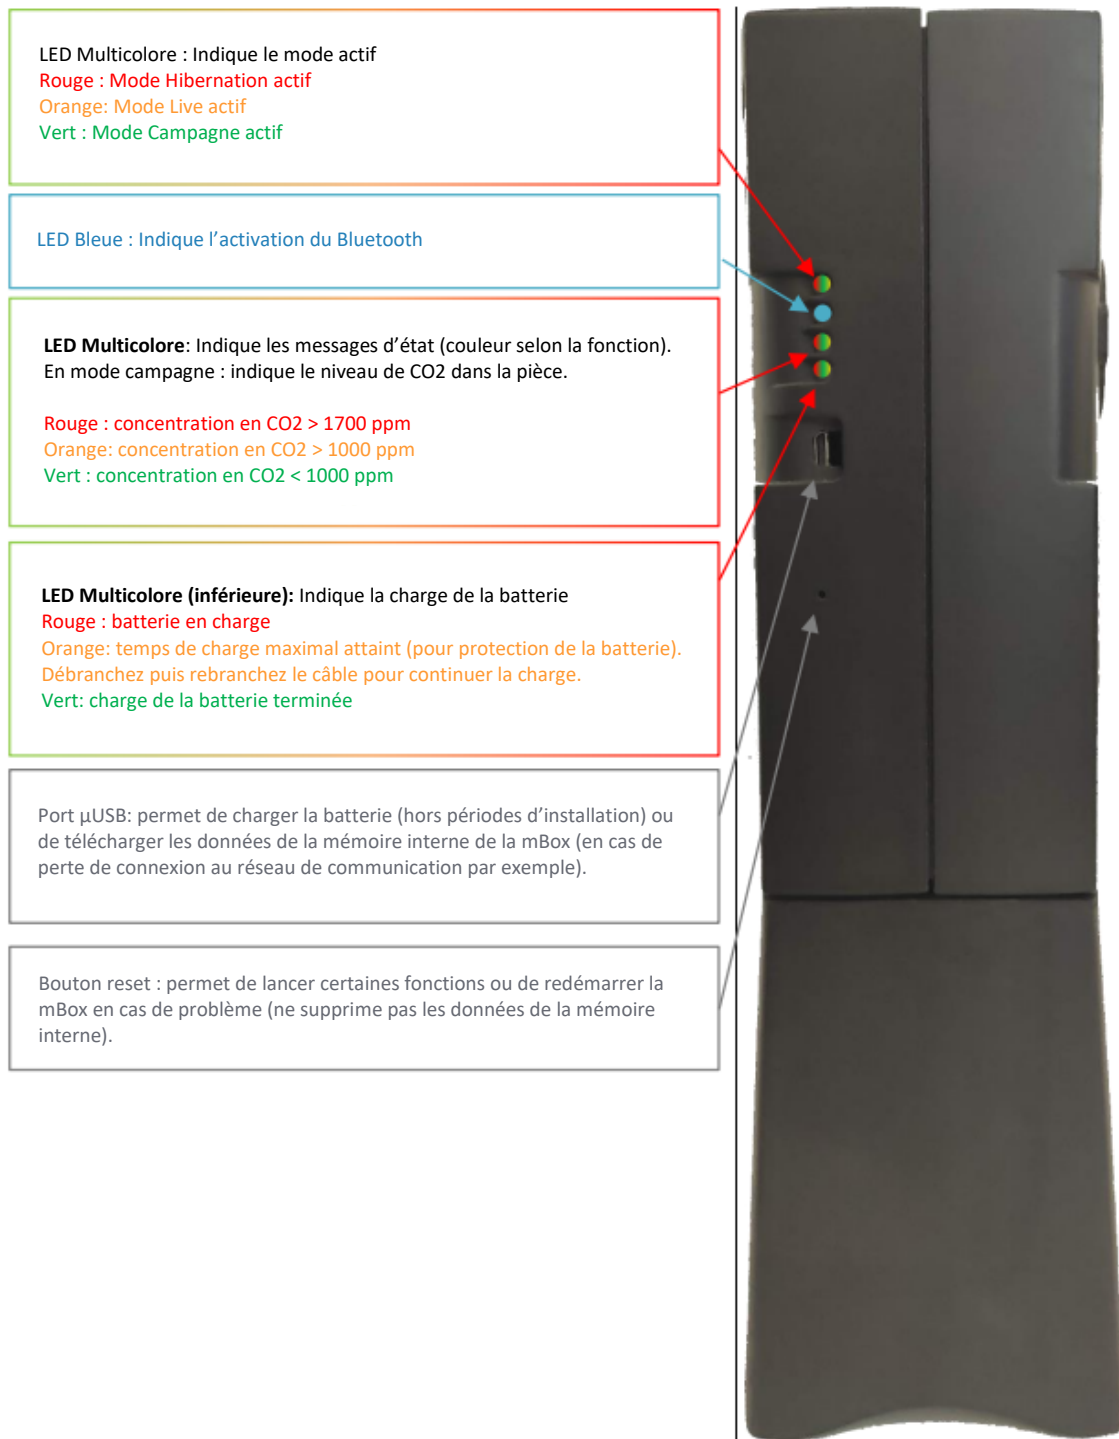 LED Multicolore : Indique le mode actif
Rouge : Mode Hibernation actif
Orange: Mode Live actif
Vert : Mode Campagne actif
LED Bleue : Indique l’activation du Bluetooth
LED Multicolore: Indique les messages d’état (couleur selon la fonction).
En mode campagne : indique le niveau de CO2 dans la pièce.
Rouge : concentration en CO2 > 1700 ppm
Orange: concentration en CO2 > 1000 ppm
Vert : concentration en CO2 < 1000 ppm
LED Multicolore (inférieure): Indique la charge de la batterie
Rouge : batterie en charge
Orange: temps de charge maximal attaint (pour protection de la batterie).
Débranchez puis rebranchez le câble pour continuer la charge.
Vert: charge de la batterie terminée
Port µUSB: permet de charger la batterie (hors périodes d’installation) ou
de télécharger les données de la mémoire interne de la mBox (en cas de
perte de connexion au réseau de communication par exemple).
Bouton reset : permet de lancer certaines fonctions ou de redémarrer la
mBox en cas de problème (ne supprime pas les données de la mémoire
interne).